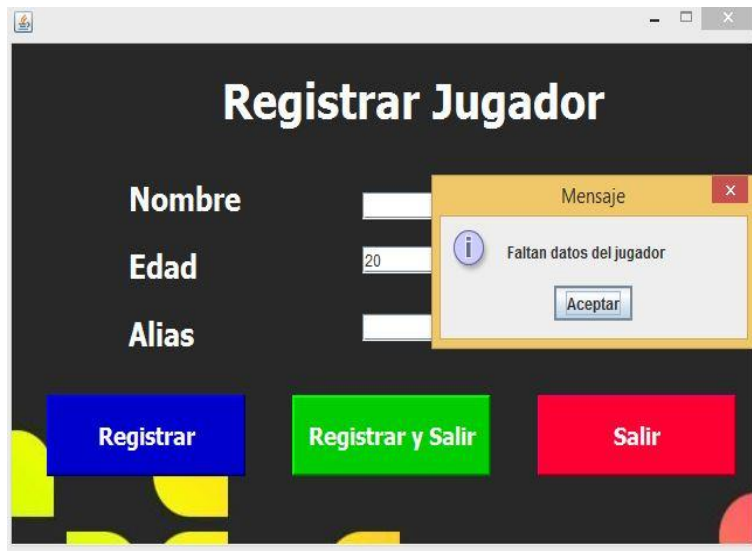 Registrar Jugador
Nombre
Mensaje
X
Edad
20
i
Faltan datos del jugador
Aceptar
Alias
Registrar
Registrar y Salir
Salir